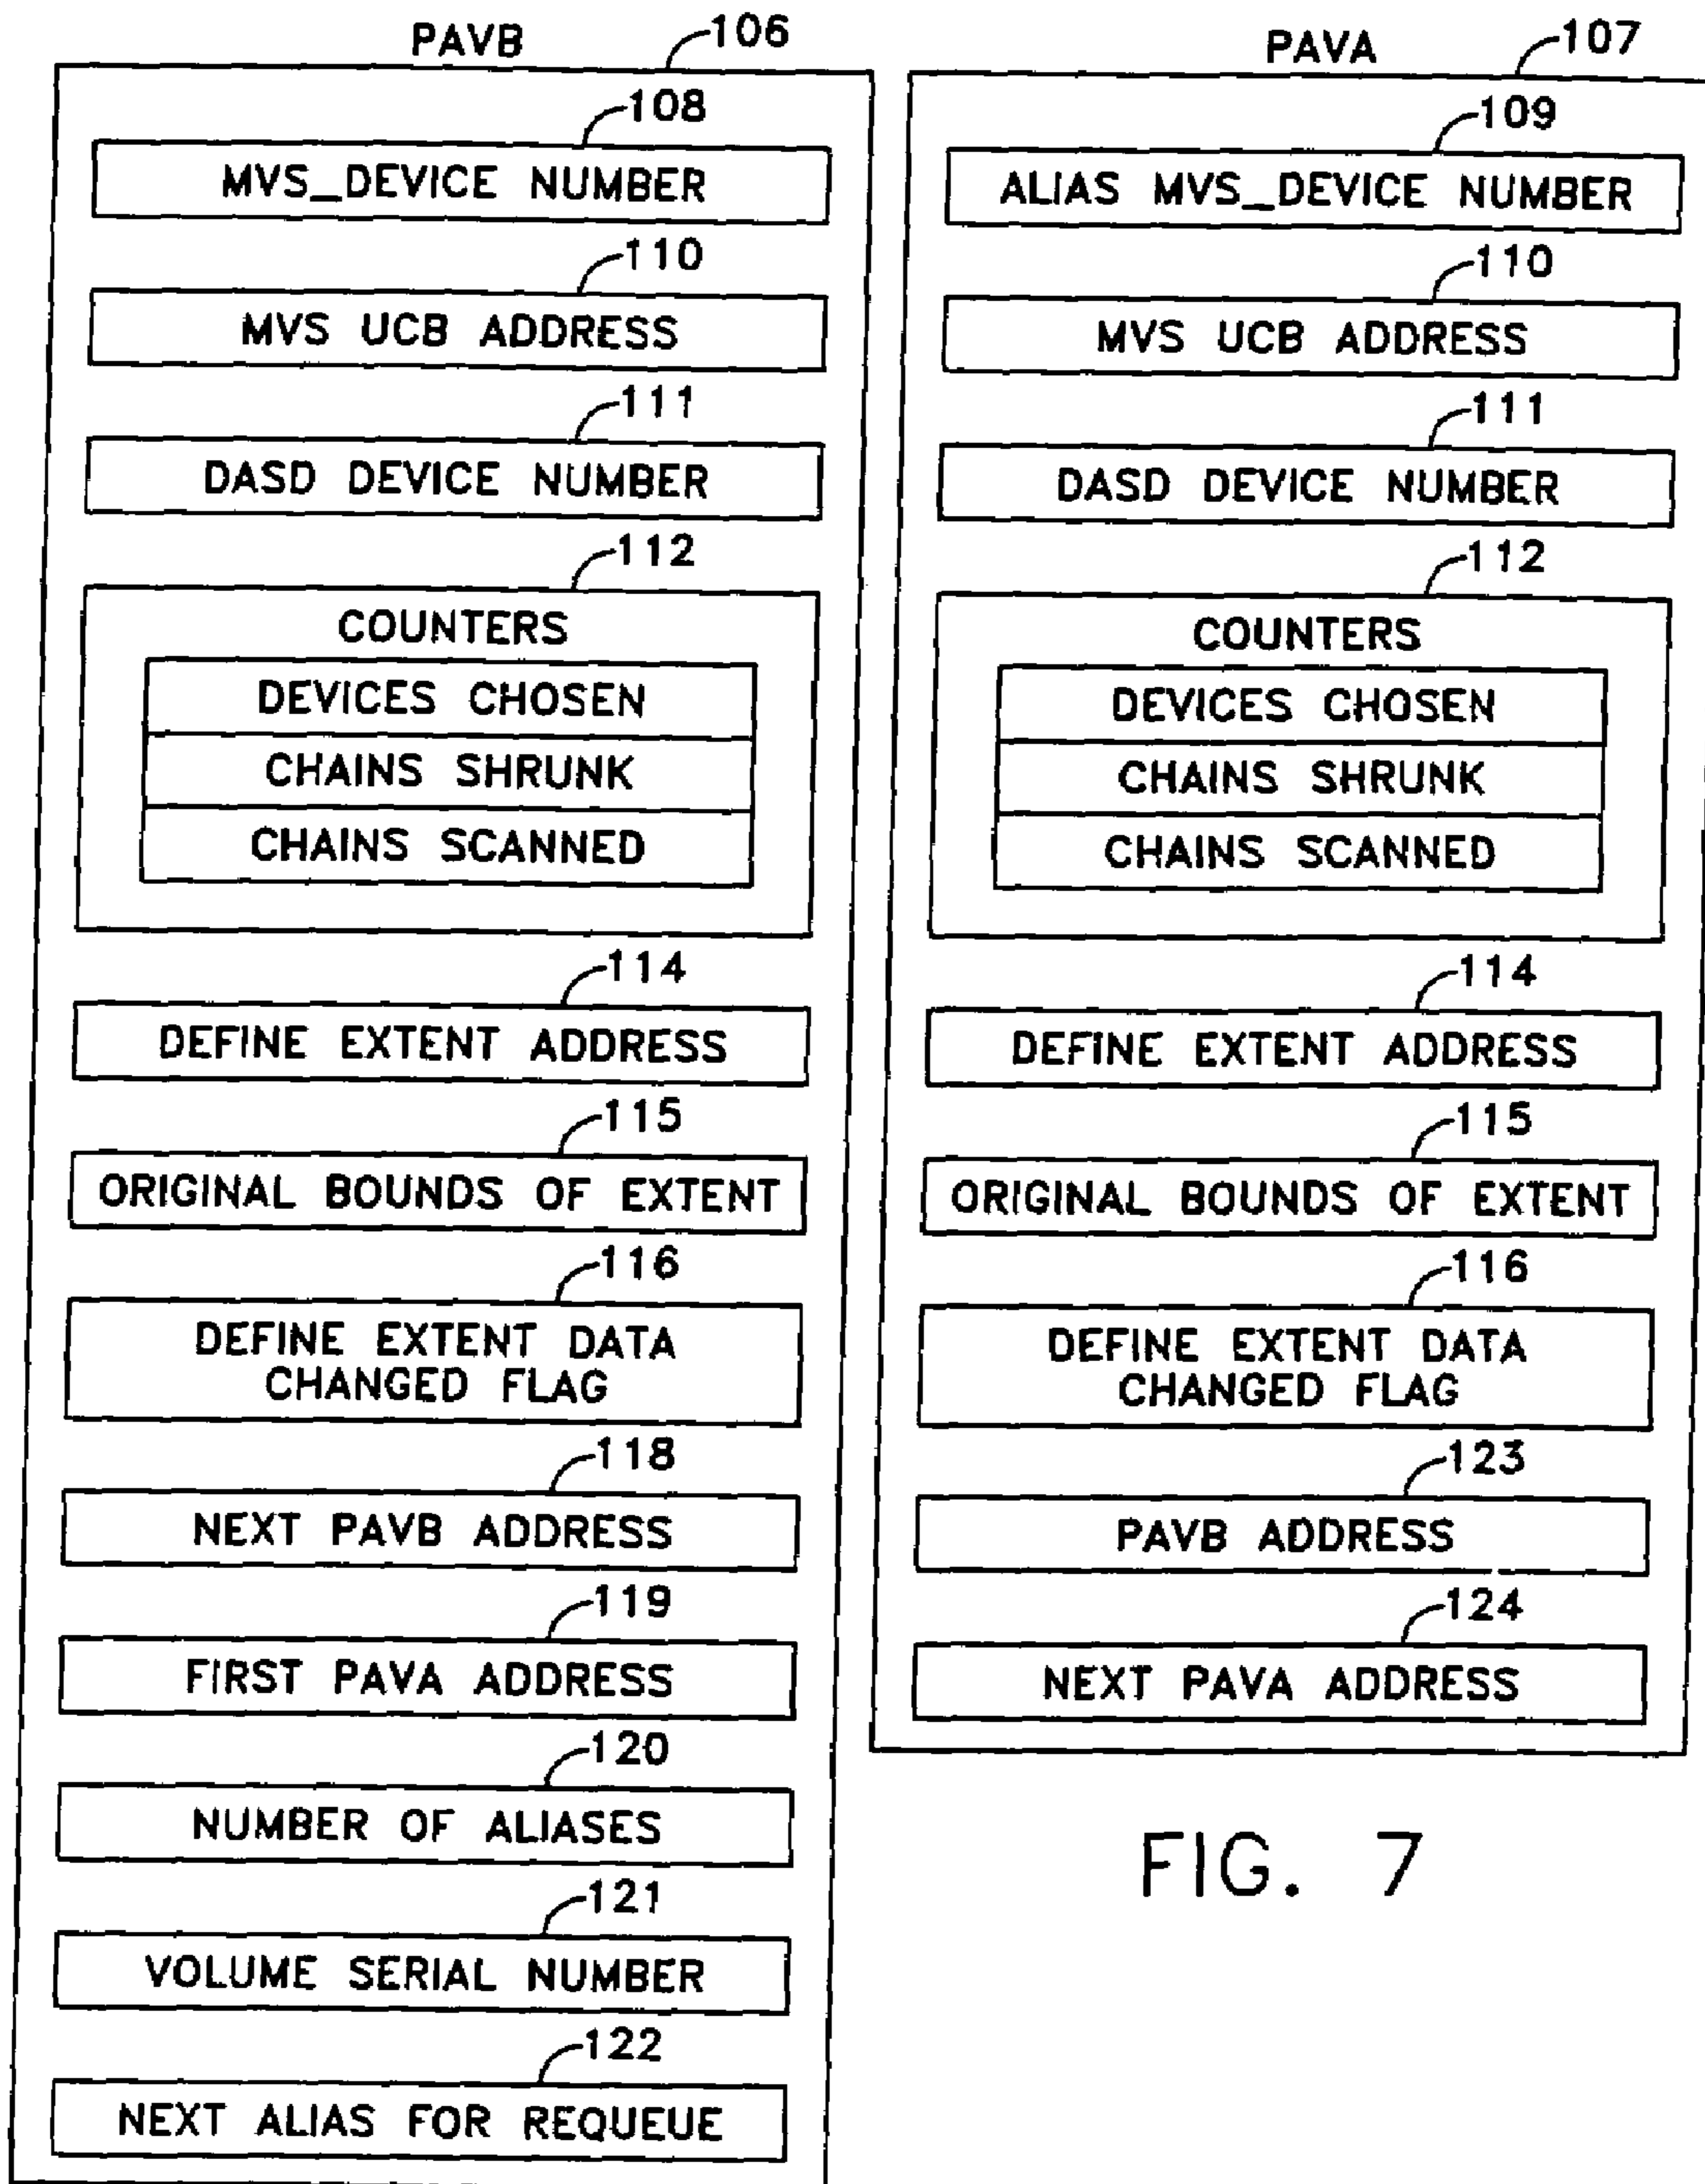 PAVB
106
108
MVS_DEVICE NUMBER
110
MVS UCB ADDRESS
111
DASD DEVICE NUMBER
112
COUNTERS
DEVICES CHOSEN
CHAINS SHRUNK
CHAINS SCANNED
114
DEFINE EXTENT ADDRESS
115
ORIGINAL BOUNDS OF EXTENT
116
DEFINE EXTENT DATA
CHANGED FLAG
118
NEXT PAVB ADDRESS
119
FIRST PAVA ADDRESS
120
NUMBER OF ALIASES
121
VOLUME SERIAL NUMBER
122
NEXT ALIAS FOR REQUEUE
PAVA
107
109
ALIAS MVS_DEVICE NUMBER
110
MVS UCB ADDRESS
111
DASD DEVICE NUMBER
112
COUNTERS
DEVICES CHOSEN
CHAINS SHRUNK
CHAINS SCANNED
114
DEFINE EXTENT ADDRESS
115
ORIGINAL BOUNDS OF EXTENT
116
DEFINE EXTENT DATA
CHANGED FLAG
123
PAVB ADDRESS
124
NEXT PAVA ADDRESS
FIG. 7